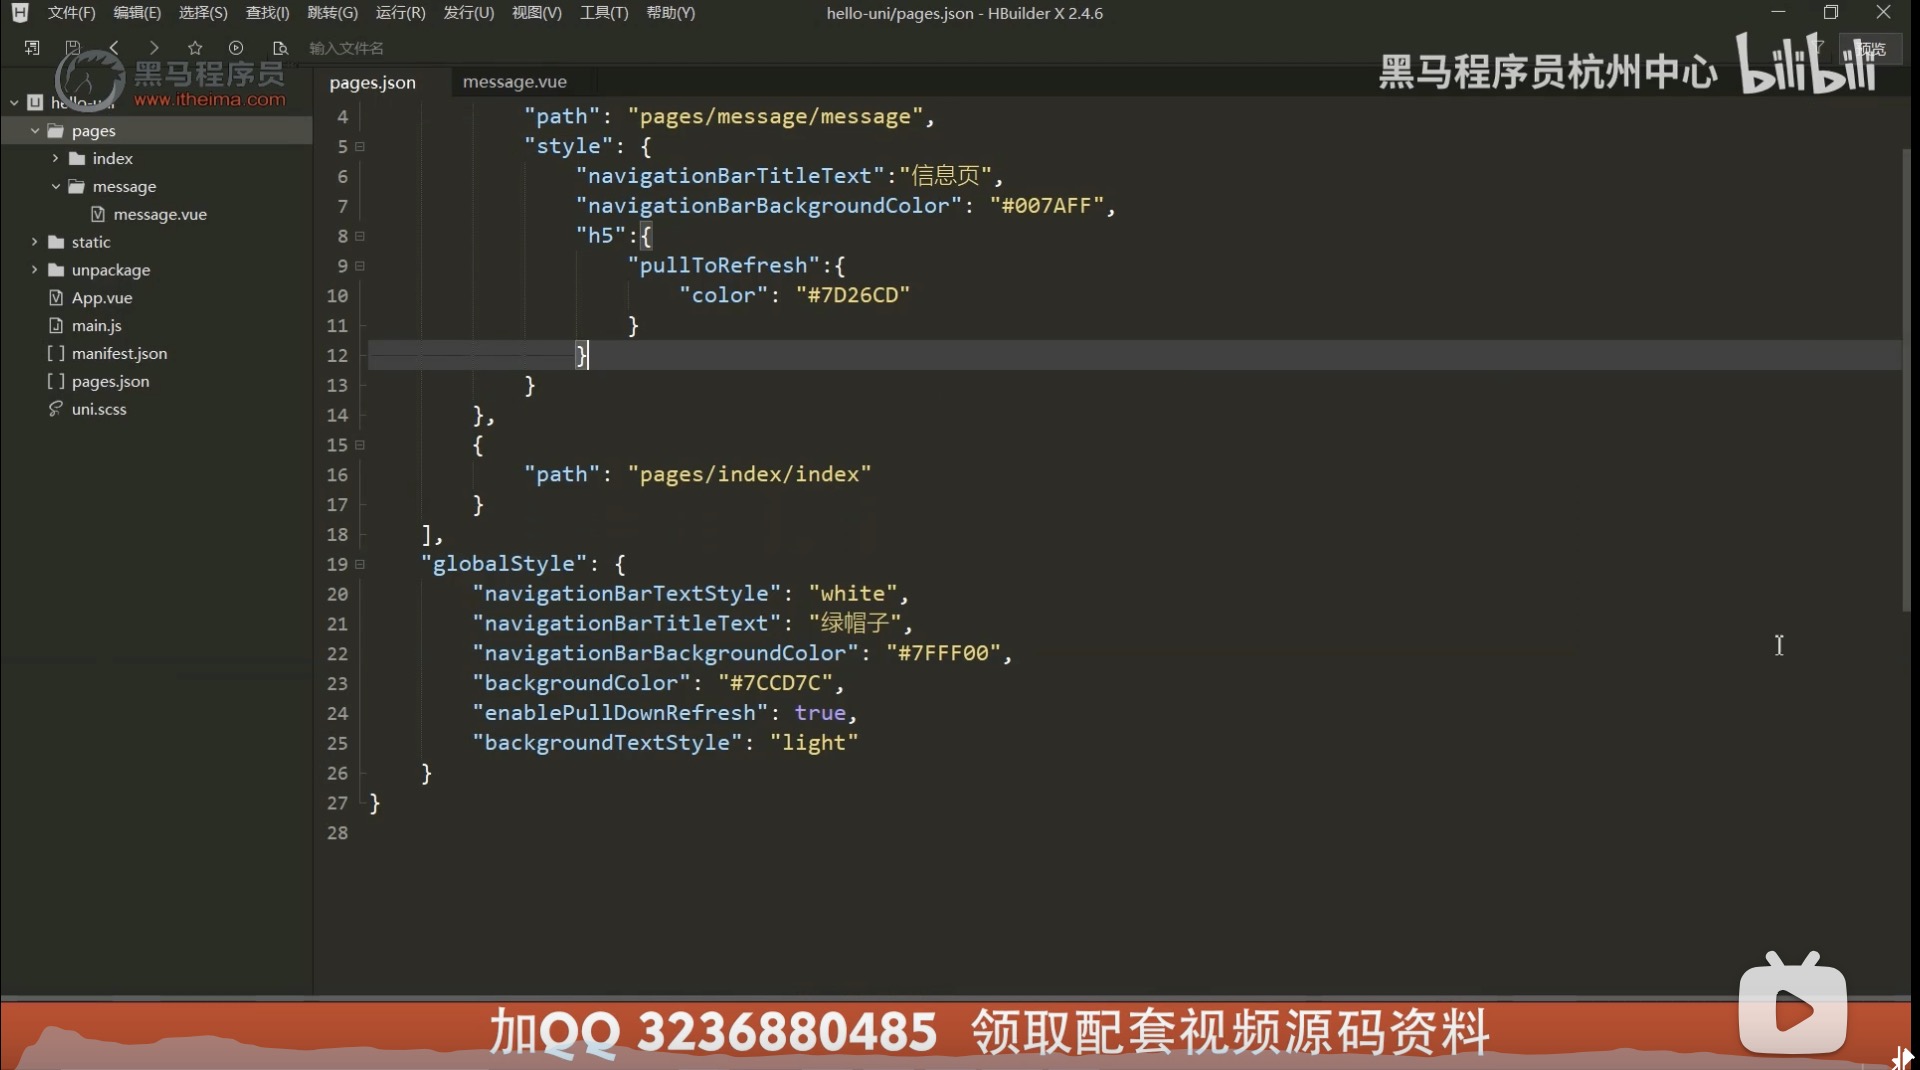 文件(F) 编辑(E) 选择(S) 查找(I) 跳转(G) 运行(R) 发行(U) 视图(V) 工具(T) 帮助(Y) hello-uni/pages.json - HBuilder X 2.4.6
输入文件名 预览
黑马程序员
www.itheima.com
黑马程序员杭州中心 bilibili
hello-uni
pages
index
message
message.vue
static
unpackage
App.vue
main.js
manifest.json
pages.json
uni.scss
pages.json message.vue
4 "path": "pages/message/message",
5 "style": {
6 "navigationBarTitleText":"信息页",
7 "navigationBarBackgroundColor": "#007AFF",
8 "h5":{
9 "pullToRefresh":{
10 "color": "#7D26CD"
11 }
12 }
13 }
14 },
15 {
16 "path": "pages/index/index"
17 }
18 ],
19 "globalStyle": {
20 "navigationBarTextStyle": "white",
21 "navigationBarTitleText": "绿帽子",
22 "navigationBarBackgroundColor": "#7FFF00",
23 "backgroundColor": "#7CCD7C",
24 "enablePullDownRefresh": true,
25 "backgroundTextStyle": "light"
26 }
27 }
28
加QQ 3236880485 领取配套视频源码资料